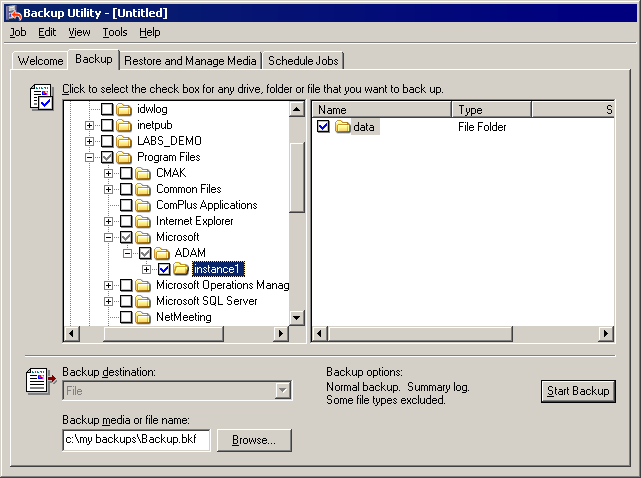 Backup Utility - [Untitled]
Job Edit View Tools Help
Welcome Backup Restore and Manage Media Schedule Jobs
Click to select the check box for any drive, folder or file that you want to back up.
idwlog
inetpub
LABS_DEMO
Program Files
CMAK
Common Files
ComPlus Applications
Internet Explorer
Microsoft
ADAM
instance1
Microsoft Operations Manag
Microsoft SQL Server
NetMeeting
Name Type S
data File Folder
Backup destination:
File
Backup media or file name:
c:\my backups\Backup.bkf
Browse...
Backup options:
Normal backup. Summary log.
Some file types excluded.
Start Backup